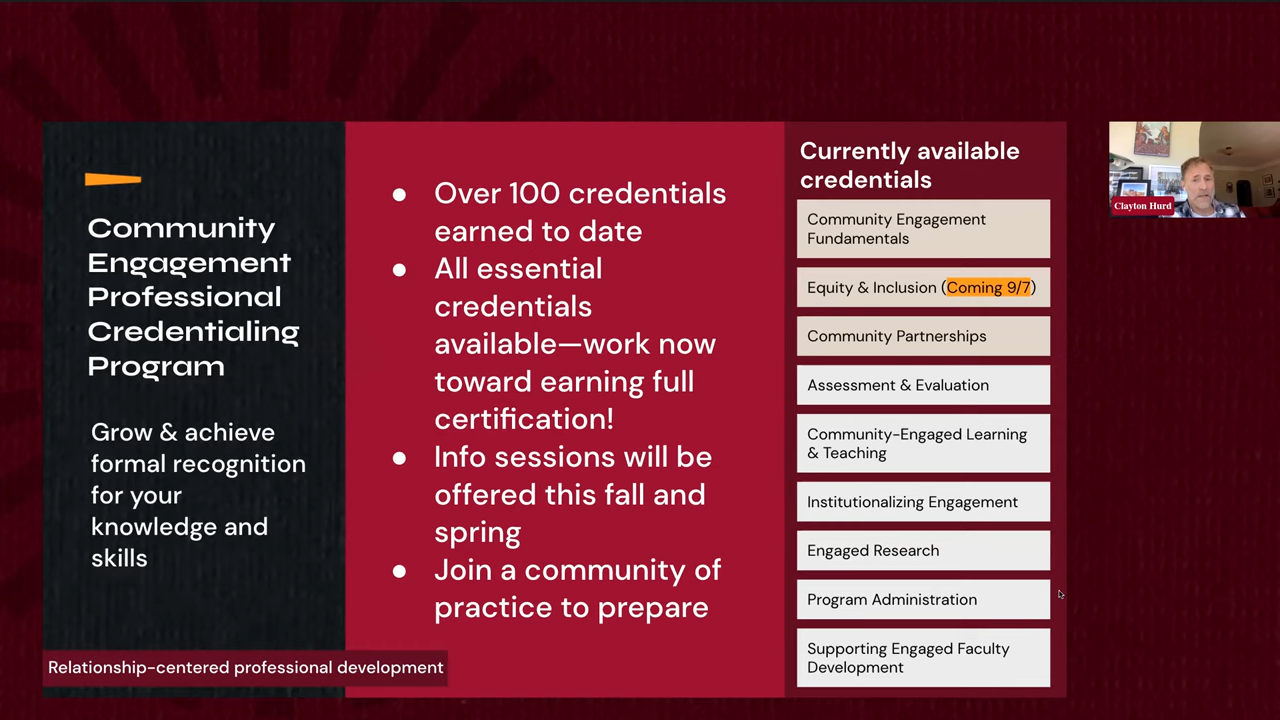 Community
Engagement
Professional
Credentialing
Program
Grow & achieve
formal recognition
for your
knowledge and
skills
Relationship-centered professional development
● Over 100 credentials
earned to date
● All essential
credentials
available—work now
toward earning full
certification!
● Info sessions will be
offered this fall and
spring
● Join a community of
practice to prepare
Currently available
credentials
Community Engagement
Fundamentals
Equity & Inclusion (Coming 9/7)
Community Partnerships
Assessment & Evaluation
Community-Engaged Learning
& Teaching
Institutionalizing Engagement
Engaged Research
Program Administration
Supporting Engaged Faculty
Development
Clayton Hurd